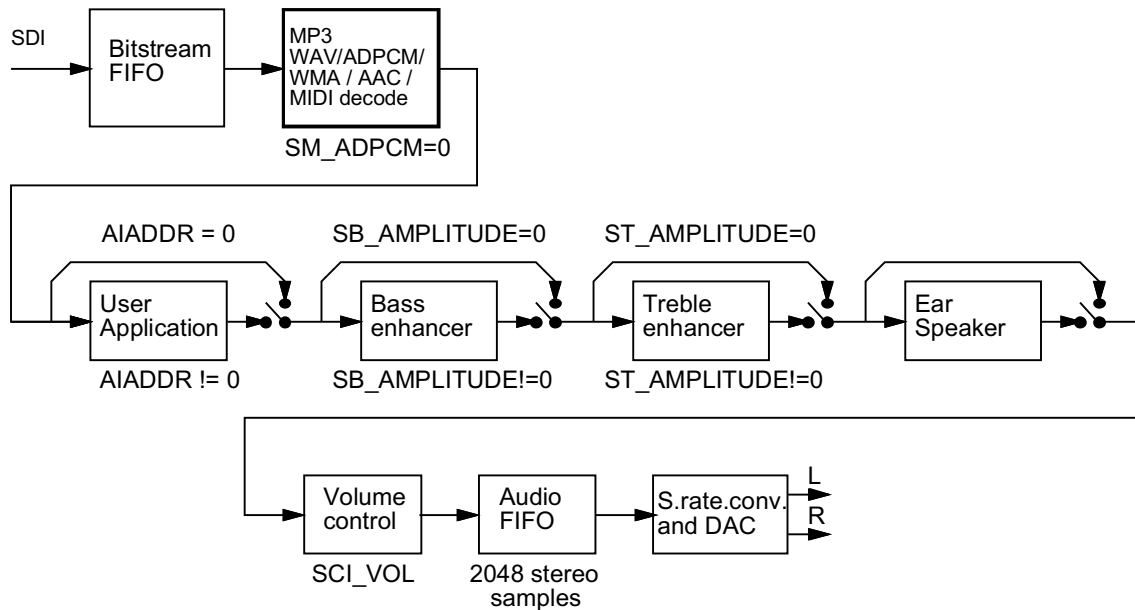 SDI
Bitstream
FIFO
MP3
WAV/ADPCM/
WMA / AAC /
MIDI decode
SM_ADPCM=0
AIADDR = 0
SB_AMPLITUDE=0
ST_AMPLITUDE=0
User
Application
Bass
enhancer
Treble
enhancer
Ear
Speaker
AIADDR != 0
SB_AMPLITUDE!=0
ST_AMPLITUDE!=0
Volume
control
Audio
FIFO
S.rate.conv.
and DAC
L
R
SCI_VOL
2048 stereo
samples